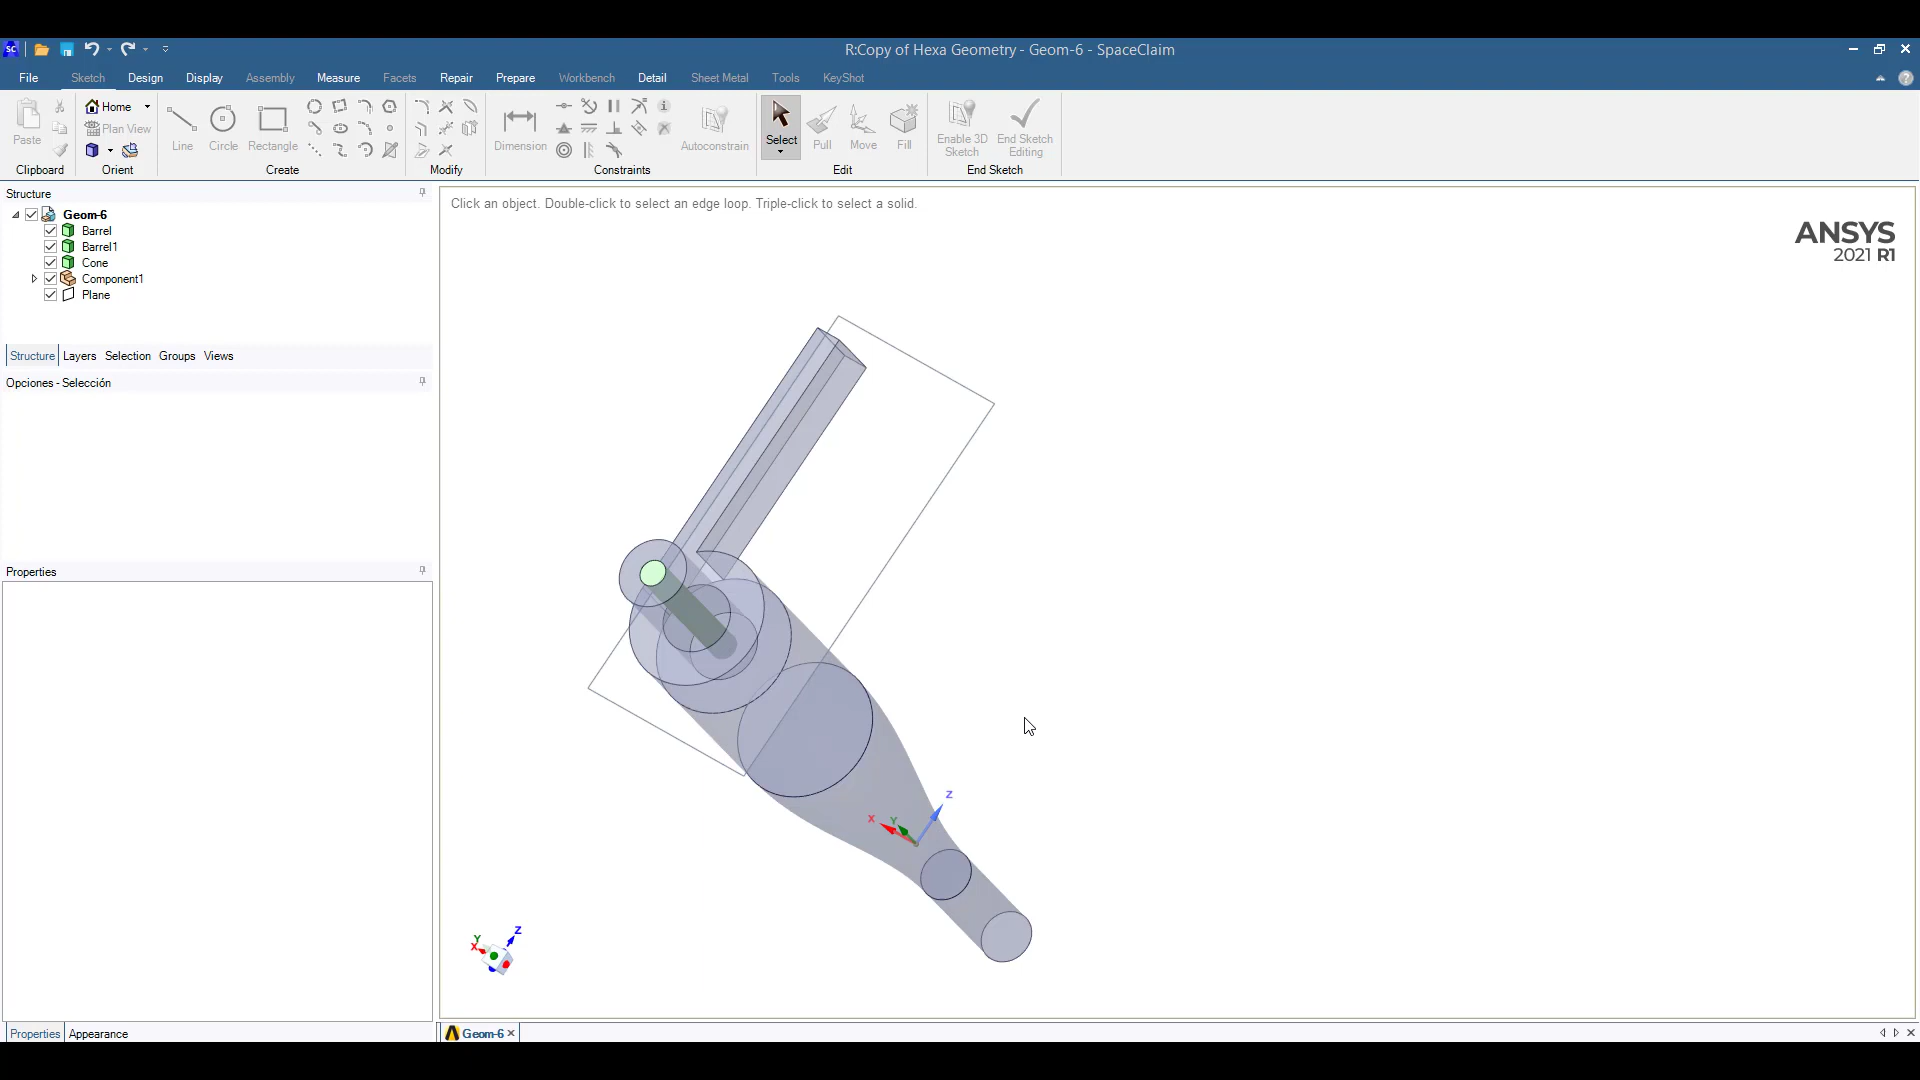 SC
R:Copy of Hexa Geometry - Geom-6 - SpaceClaim
File Sketch Design Display Assembly Measure Facets Repair Prepare Workbench Detail Sheet Metal Tools KeyShot
Paste
Clipboard
Home
Plan View
Orient
Line Circle Rectangle
Create
Modify
Dimension
Autoconstrain
Constraints
Select Pull Move Fill
Edit
Enable 3D Sketch
End Sketch Editing
End Sketch
Structure
Geom-6
Barrel
Barrel1
Cone
Component1
Plane
Structure Layers Selection Groups Views
Opciones - Selección
Properties
Properties Appearance
Click an object. Double-click to select an edge loop. Triple-click to select a solid.
ANSYS
2021 R1
Z
X Y
Z
Y
X
Geom-6